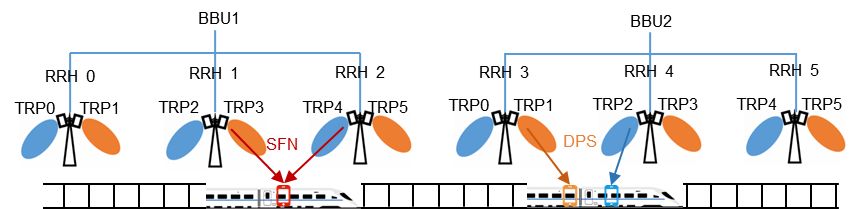 BBU1
BBU2
RRH 0
RRH 1
RRH 2
RRH 3
RRH 4
RRH 5
TRP0
TRP1
TRP2
TRP3
TRP4
TRP5
TRP0
TRP1
TRP2
TRP3
TRP4
TRP5
SFN
DPS